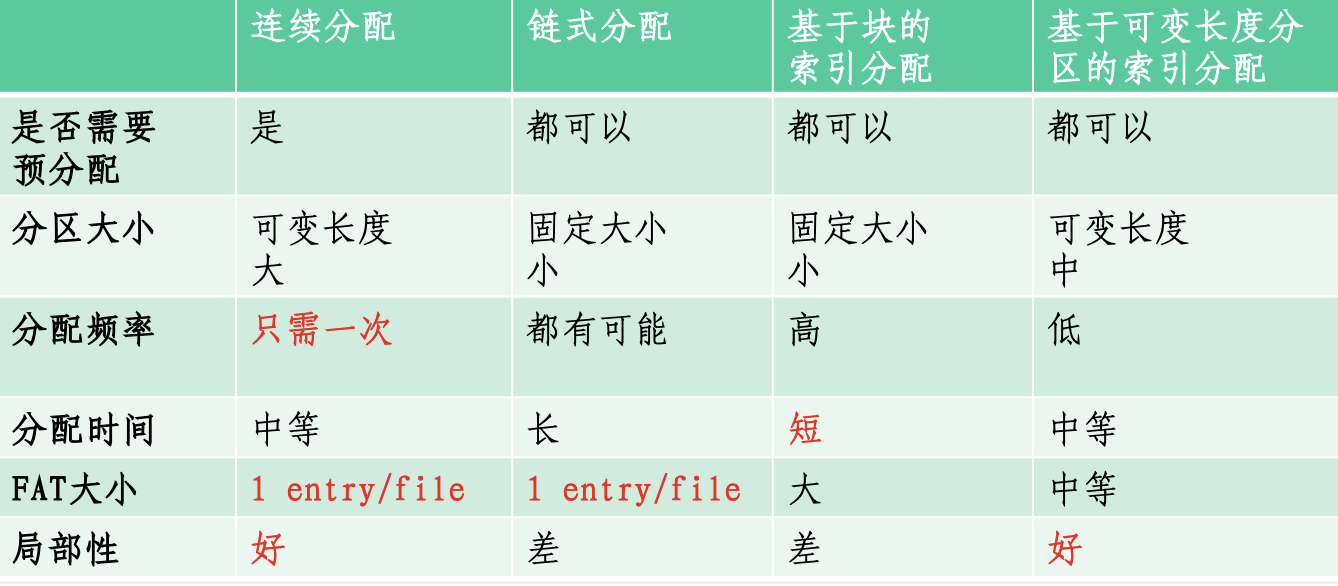 连续分配 链式分配 基于块的 基于可变长度分
索引分配 区的索引分配
是否需要 是 都可以 都可以 都可以
预分配
分区大小 可变长度 固定大小 固定大小 可变长度
大 小 小 中
分配频率 只需一次 都有可能 高 低
分配时间 中等 长 短 中等
FAT大小 1 entry/file 1 entry/file 大 中等
局部性 好 差 差 好